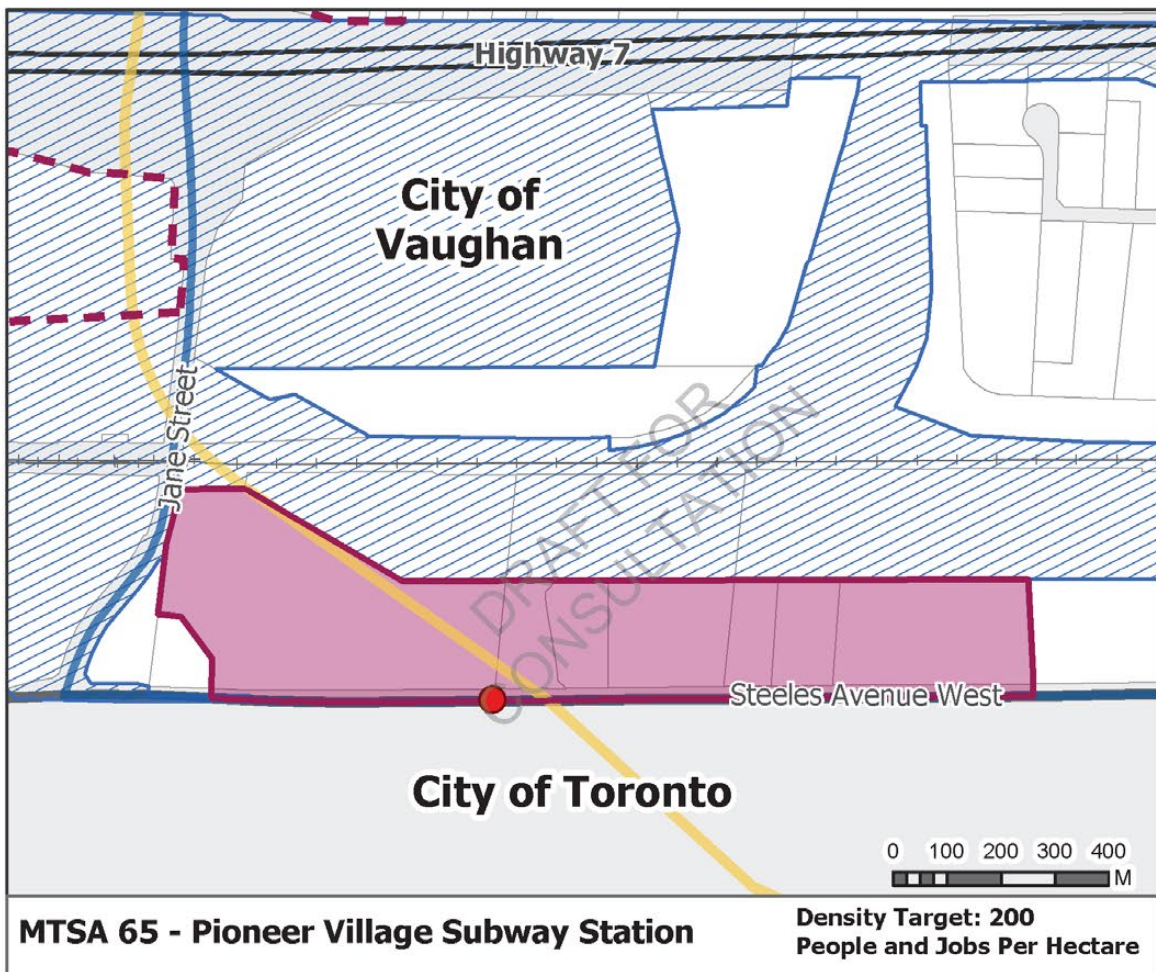 Highway 7
City of
Vaughan
Jane Street
DRAFT FOR
CONSULTATION
Steeles Avenue West
City of Toronto
0 100 200 300 400
M
MTSA 65 - Pioneer Village Subway Station
Density Target: 200
People and Jobs Per Hectare